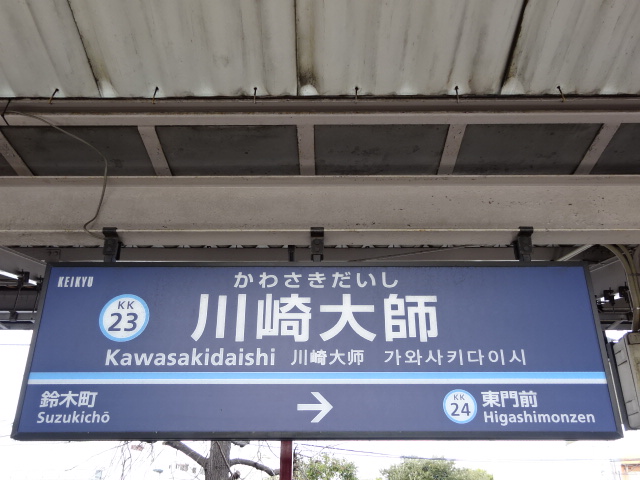 KEIKYU
かわさきだいし
KK
23
川崎大師
Kawasakidaishi 川崎大师 가와사키다이시
鈴木町
Suzukichō
→
KK
24
東門前
Higashimonzen